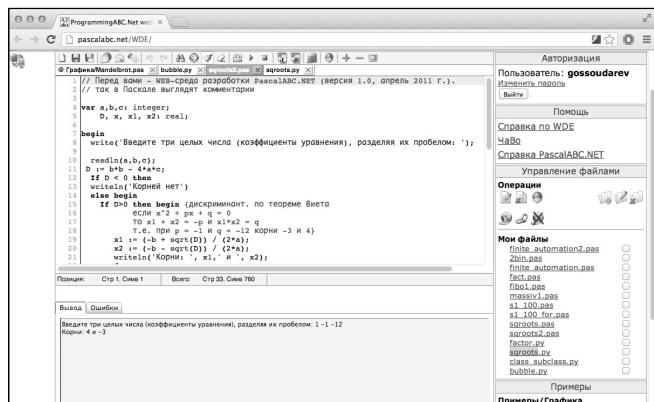 ProgrammingABC.Net web
pascalabc.net/WDE/
Графика/Mandelbrot.pas
bubble.py
sqroots2.pas
sqroots.py
1 // Перед вами - WEB-среда разработки PascalABC.NET (версия 1.0, апрель 2011 г.).
2 // так в Паскале выглядят комментарии
3
4 var a,b,c: integer;
5 D, x, x1, x2: real;
6
7 begin
8 write('Введите три целых числа (коэффициенты уравнения), разделяя их пробелом: ');
9
10 readln(a,b,c);
11 D := b*b - 4*a*c;
12 If D < 0 then
13 writeln('Корней нет')
14 else begin
15 If D>0 then begin {дискриминант. по теореме Виета
16 если x^2 + px + q = 0
17 то x1 + x2 = -p И x1*x2 = q
18 т.е. при p = -1 и q = -12 корни -3 и 4}
19 x1 := (-b + sqrt(D)) / (2*a);
20 x2 := (-b - sqrt(D)) / (2*a);
21 writeln('Корни: ', x1,' и ', x2);
Позиция: Стр 1, Симв 1 Всего: Стр 33, Симв 760
Вывод Ошибки
Введите три целых числа (коэффициенты уравнения), разделяя их пробелом: 1 -1 -12
Корни: 4 и -3
Авторизация
Пользователь: gossoudarev
Изменить пароль
Выйти
Помощь
Справка по WDE
ЧаВо
Справка PascalABC.NET
Управление файлами
Операции
Мои файлы
finite_automation2.pas
2bin.pas
finite_automation.pas
fact.pas
fibo1.pas
massiv1.pas
s1_100.pas
s1_100_for.pas
sqroots.pas
sqroots2.pas
factor.py
sqroots.py
class_subclass.py
bubble.py
Примеры
Примеры/Графика